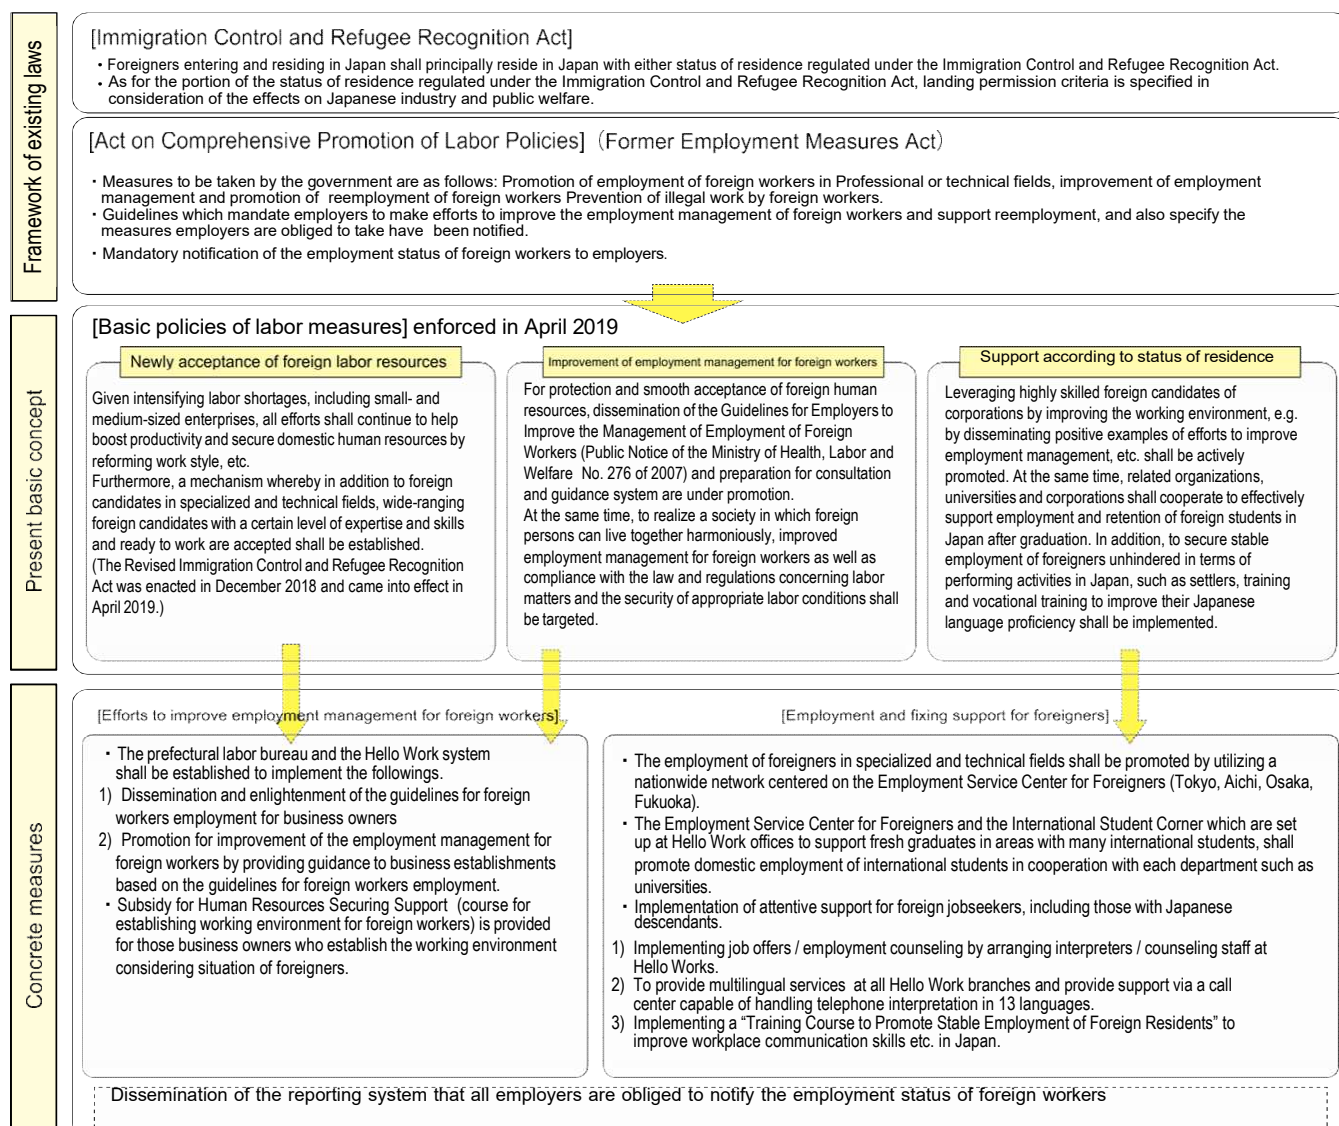 Framework of existing laws
[Immigration Control and Refugee Recognition Act]
・Foreigners entering and residing in Japan shall principally reside in Japan with either status of residence regulated under the Immigration Control and Refugee Recognition Act.
・As for the portion of the status of residence regulated under the Immigration Control and Refugee Recognition Act, landing permission criteria is specified in
consideration of the effects on Japanese industry and public welfare.
[Act on Comprehensive Promotion of Labor Policies]（Former Employment Measures Act）
・Measures to be taken by the government are as follows: Promotion of employment of foreign workers in Professional or technical fields, improvement of employment
management and promotion of reemployment of foreign workers Prevention of illegal work by foreign workers.
・Guidelines which mandate employers to make efforts to improve the employment management of foreign workers and support reemployment, and also specify the
measures employers are obliged to take have been notified.
・Mandatory notification of the employment status of foreign workers to employers.
Present basic concept
[Basic policies of labor measures] enforced in April 2019
Newly acceptance of foreign labor resources
Given intensifying labor shortages, including small- and
medium-sized enterprises, all efforts shall continue to help
boost productivity and secure domestic human resources by
reforming work style, etc.
Furthermore, a mechanism whereby in addition to foreign
candidates in specialized and technical fields, wide-ranging
foreign candidates with a certain level of expertise and skills
and ready to work are accepted shall be established.
(The Revised Immigration Control and Refugee Recognition
Act was enacted in December 2018 and came into effect in
April 2019.)
Improvement of employment management for foreign workers
For protection and smooth acceptance of foreign human
resources, dissemination of the Guidelines for Employers to
Improve the Management of Employment of Foreign
Workers (Public Notice of the Ministry of Health, Labor and
Welfare No. 276 of 2007) and preparation for consultation
and guidance system are under promotion.
At the same time, to realize a society in which foreign
persons can live together harmoniously, improved
employment management for foreign workers as well as
compliance with the law and regulations concerning labor
matters and the security of appropriate labor conditions shall
be targeted.
Support according to status of residence
Leveraging highly skilled foreign candidates of
corporations by improving the working environment, e.g.
by disseminating positive examples of efforts to improve
employment management, etc. shall be actively
promoted. At the same time, related organizations,
universities and corporations shall cooperate to effectively
support employment and retention of foreign students in
Japan after graduation. In addition, to secure stable
employment of foreigners unhindered in terms of
performing activities in Japan, such as settlers, training
and vocational training to improve their Japanese
language proficiency shall be implemented.
Concrete measures
[Efforts to improve employment management for foreign workers]
・The prefectural labor bureau and the Hello Work system
shall be established to implement the followings.
1) Dissemination and enlightenment of the guidelines for foreign
workers employment for business owners
2) Promotion for improvement of the employment management for
foreign workers by providing guidance to business establishments
based on the guidelines for foreign workers employment.
・Subsidy for Human Resources Securing Support (course for
establishing working environment for foreign workers) is provided
for those business owners who establish the working environment
considering situation of foreigners.
[Employment and fixing support for foreigners]
・The employment of foreigners in specialized and technical fields shall be promoted by utilizing a
nationwide network centered on the Employment Service Center for Foreigners (Tokyo, Aichi, Osaka,
Fukuoka).
・The Employment Service Center for Foreigners and the International Student Corner which are set
up at Hello Work offices to support fresh graduates in areas with many international students, shall
promote domestic employment of international students in cooperation with each department such as
universities.
・Implementation of attentive support for foreign jobseekers, including those with Japanese
descendants.
1) Implementing job offers / employment counseling by arranging interpreters / counseling staff at
Hello Works.
2) To provide multilingual services at all Hello Work branches and provide support via a call
center capable of handling telephone interpretation in 13 languages.
3) Implementing a “Training Course to Promote Stable Employment of Foreign Residents” to
improve workplace communication skills etc. in Japan.
Dissemination of the reporting system that all employers are obliged to notify the employment status of foreign workers